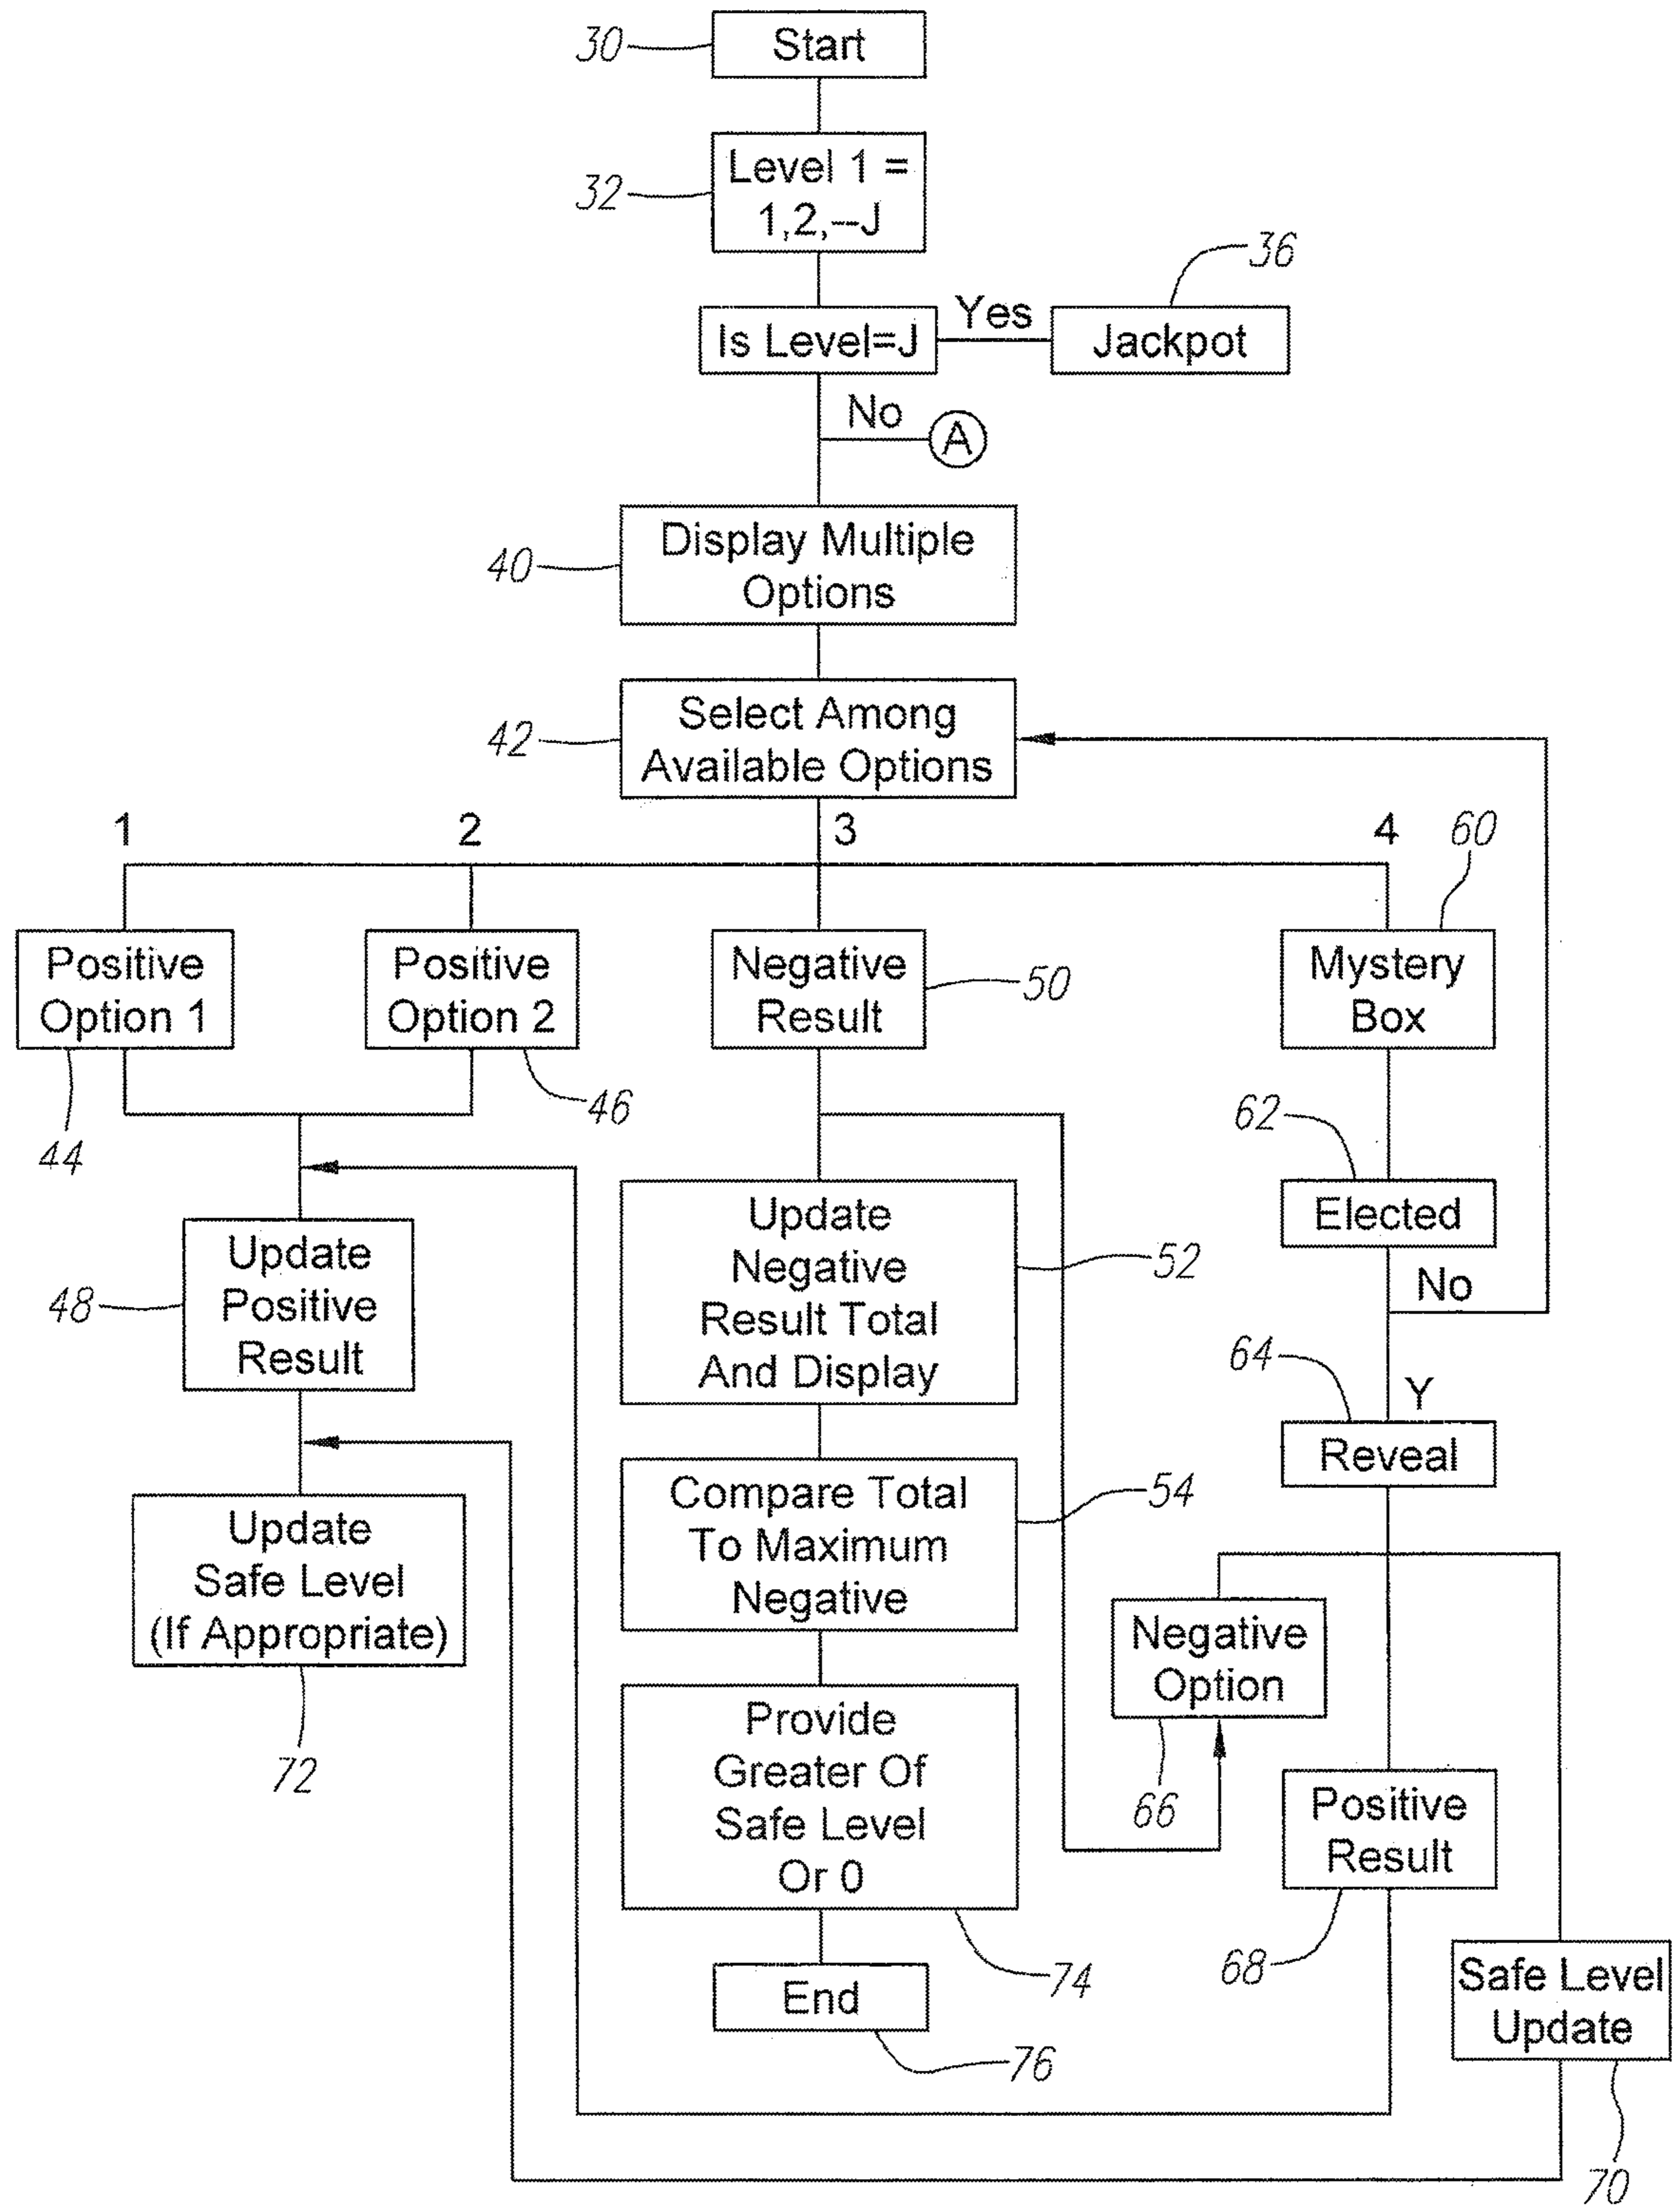 30
Start
32
Level 1 =
1,2,--J
36
Is Level=J
Yes
Jackpot
No
A
40
Display Multiple
Options
42
Select Among
Available Options
1
2
3
4
60
Positive
Option 1
Positive
Option 2
Negative
Result
50
Mystery
Box
44
46
62
Elected
No
48
Update
Positive
Result
Update
Negative
Result Total
And Display
52
64
Y
Reveal
Update
Safe Level
(If Appropriate)
72
Compare Total
To Maximum
Negative
54
Negative
Option
66
Provide
Greater Of
Safe Level
Or 0
74
Positive
Result
68
End
76
Safe Level
Update
70